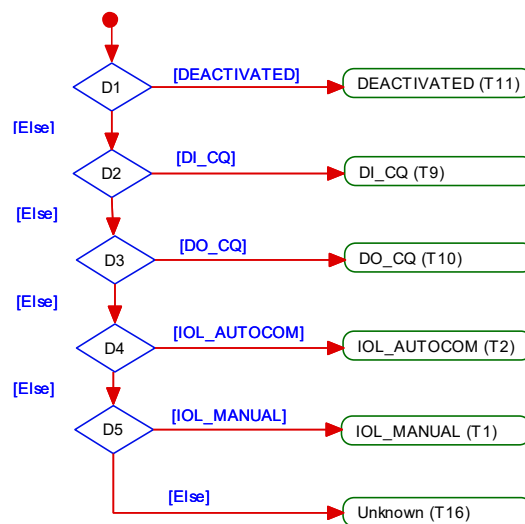 [DEACTIVATED]
D1
DEACTIVATED (T11)
[Else]
[DI_CQ]
D2
DI_CQ (T9)
[Else]
[DO_CQ]
D3
DO_CQ (T10)
[Else]
[IOL_AUTOCOM]
D4
IOL_AUTOCOM (T2)
[Else]
[IOL_MANUAL]
D5
IOL_MANUAL (T1)
[Else]
Unknown (T16)